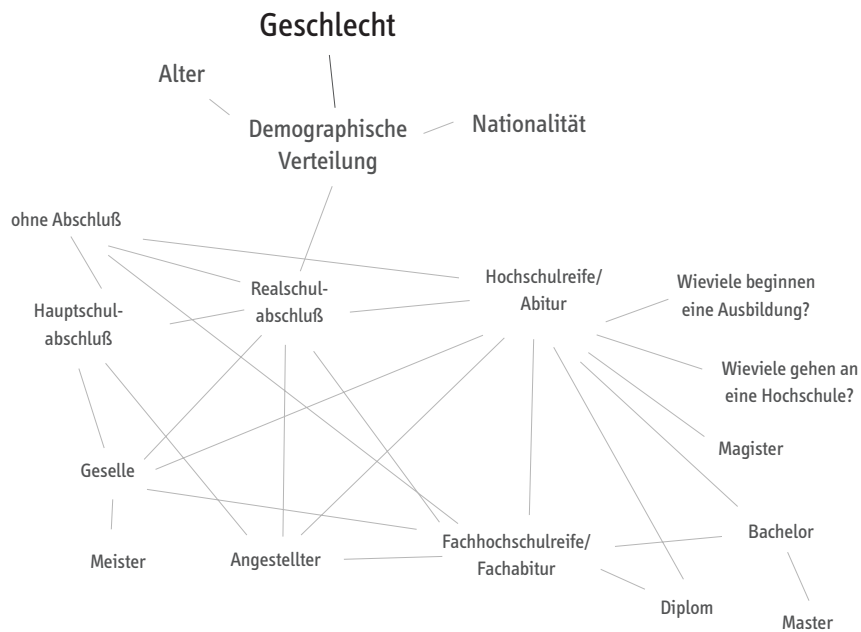 Geschlecht
Alter
Nationalität
Demographische
Verteilung
ohne Abschluß
Hauptschul-
abschluß
Realschul-
abschluß
Hochschulreife/
Abitur
Wieviele beginnen
eine Ausbildung?
Wieviele gehen an
eine Hochschule?
Magister
Geselle
Meister
Angestellter
Fachhochschulreife/
Fachabitur
Bachelor
Diplom
Master